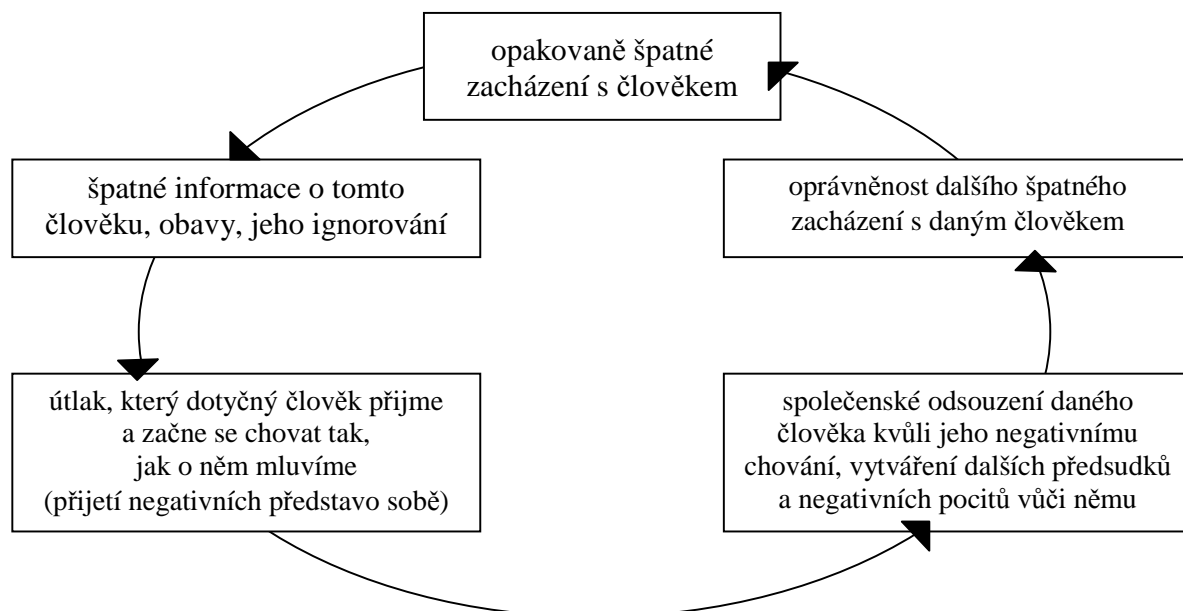 opakovaně špatné
zacházení s člověkem
špatné informace o tomto
člověku, obavy, jeho ignorování
útlak, který dotyčný člověk přijme
a začne se chovat tak,
jak o něm mluvíme
(přijetí negativních představo sobě)
společenské odsouzení daného
člověka kvůli jeho negativnímu
chování, vytváření dalších předsudků
a negativních pocitů vůči němu
oprávněnost dalšího špatného
zacházení s daným člověkem